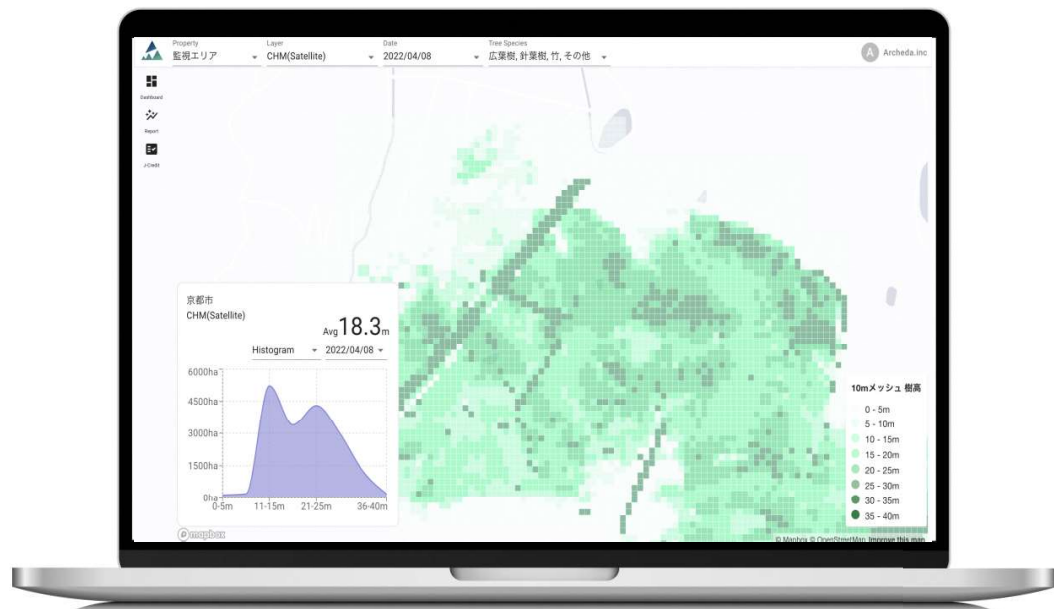 Property
監視エリア
Layer
CHM(Satellite)
Date
2022/04/08
Tree Species
広葉樹, 針葉樹, 竹, その他
A Archeda.inc
Dashboard
Report
J-Credit
京都市
CHM(Satellite)
Avg 18.3m
Histogram
2022/04/08
6000ha
4500ha
3000ha
1500ha
0ha
0-5m
11-15m
21-25m
36-40m
10mメッシュ 樹高
0 - 5m
5 - 10m
10 - 15m
15 - 20m
20 - 25m
25 - 30m
30 - 35m
35 - 40m
mapbox
© Mapbox © OpenStreetMap Improve this map